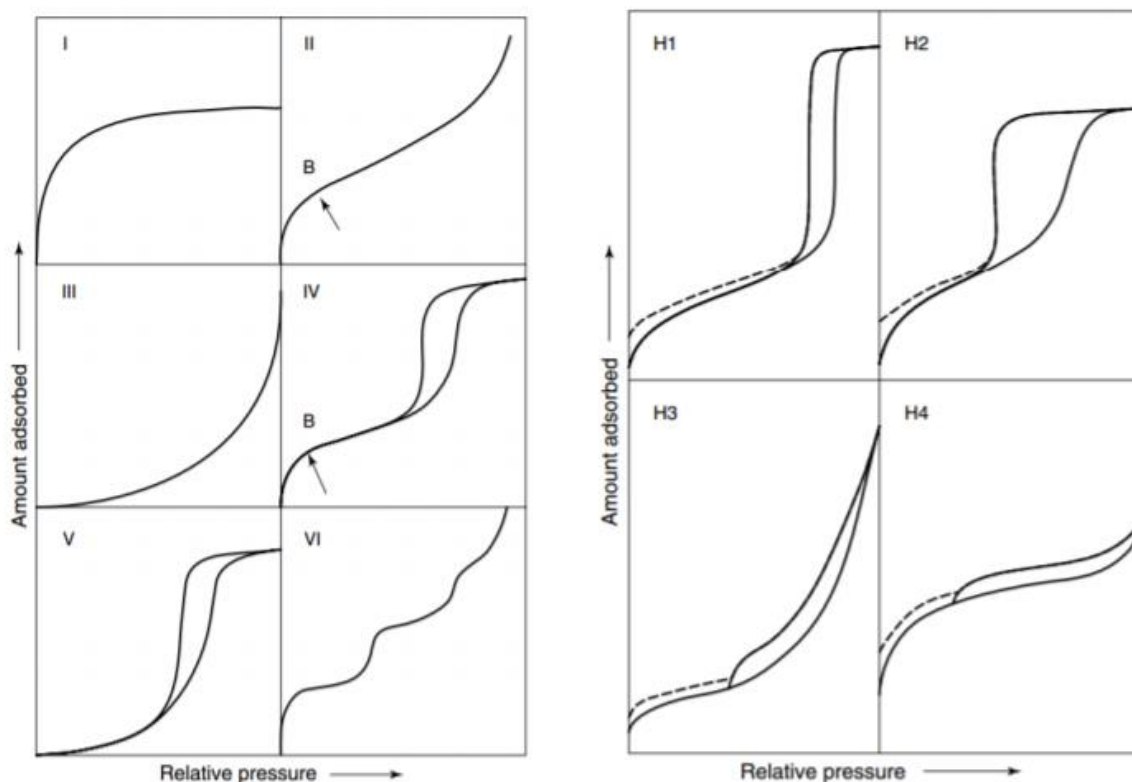 I
II
B
III
IV
B
V
VI
Amount adsorbed
Relative pressure
H1
H2
H3
H4
Amount adsorbed
Relative pressure